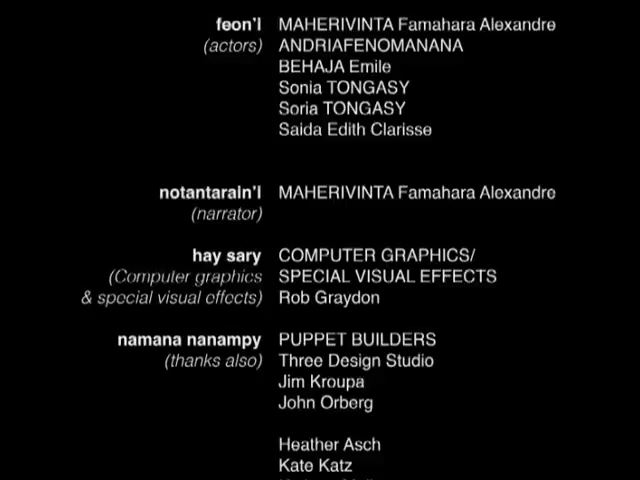 feon'i MAHERIVINTA Famahara Alexandre
(actors) ANDRIAFENOMANANA
BEHAJA Emile
Sonia TONGASY
Soria TONGASY
Saida Edith Clarisse
notantarain'i MAHERIVINTA Famahara Alexandre
(narrator)
hay sary COMPUTER GRAPHICS/
(Computer graphics SPECIAL VISUAL EFFECTS
& special visual effects) Rob Graydon
namana nanampy PUPPET BUILDERS
(thanks also) Three Design Studio
Jim Kroupa
John Orberg
Heather Asch
Kate Katz